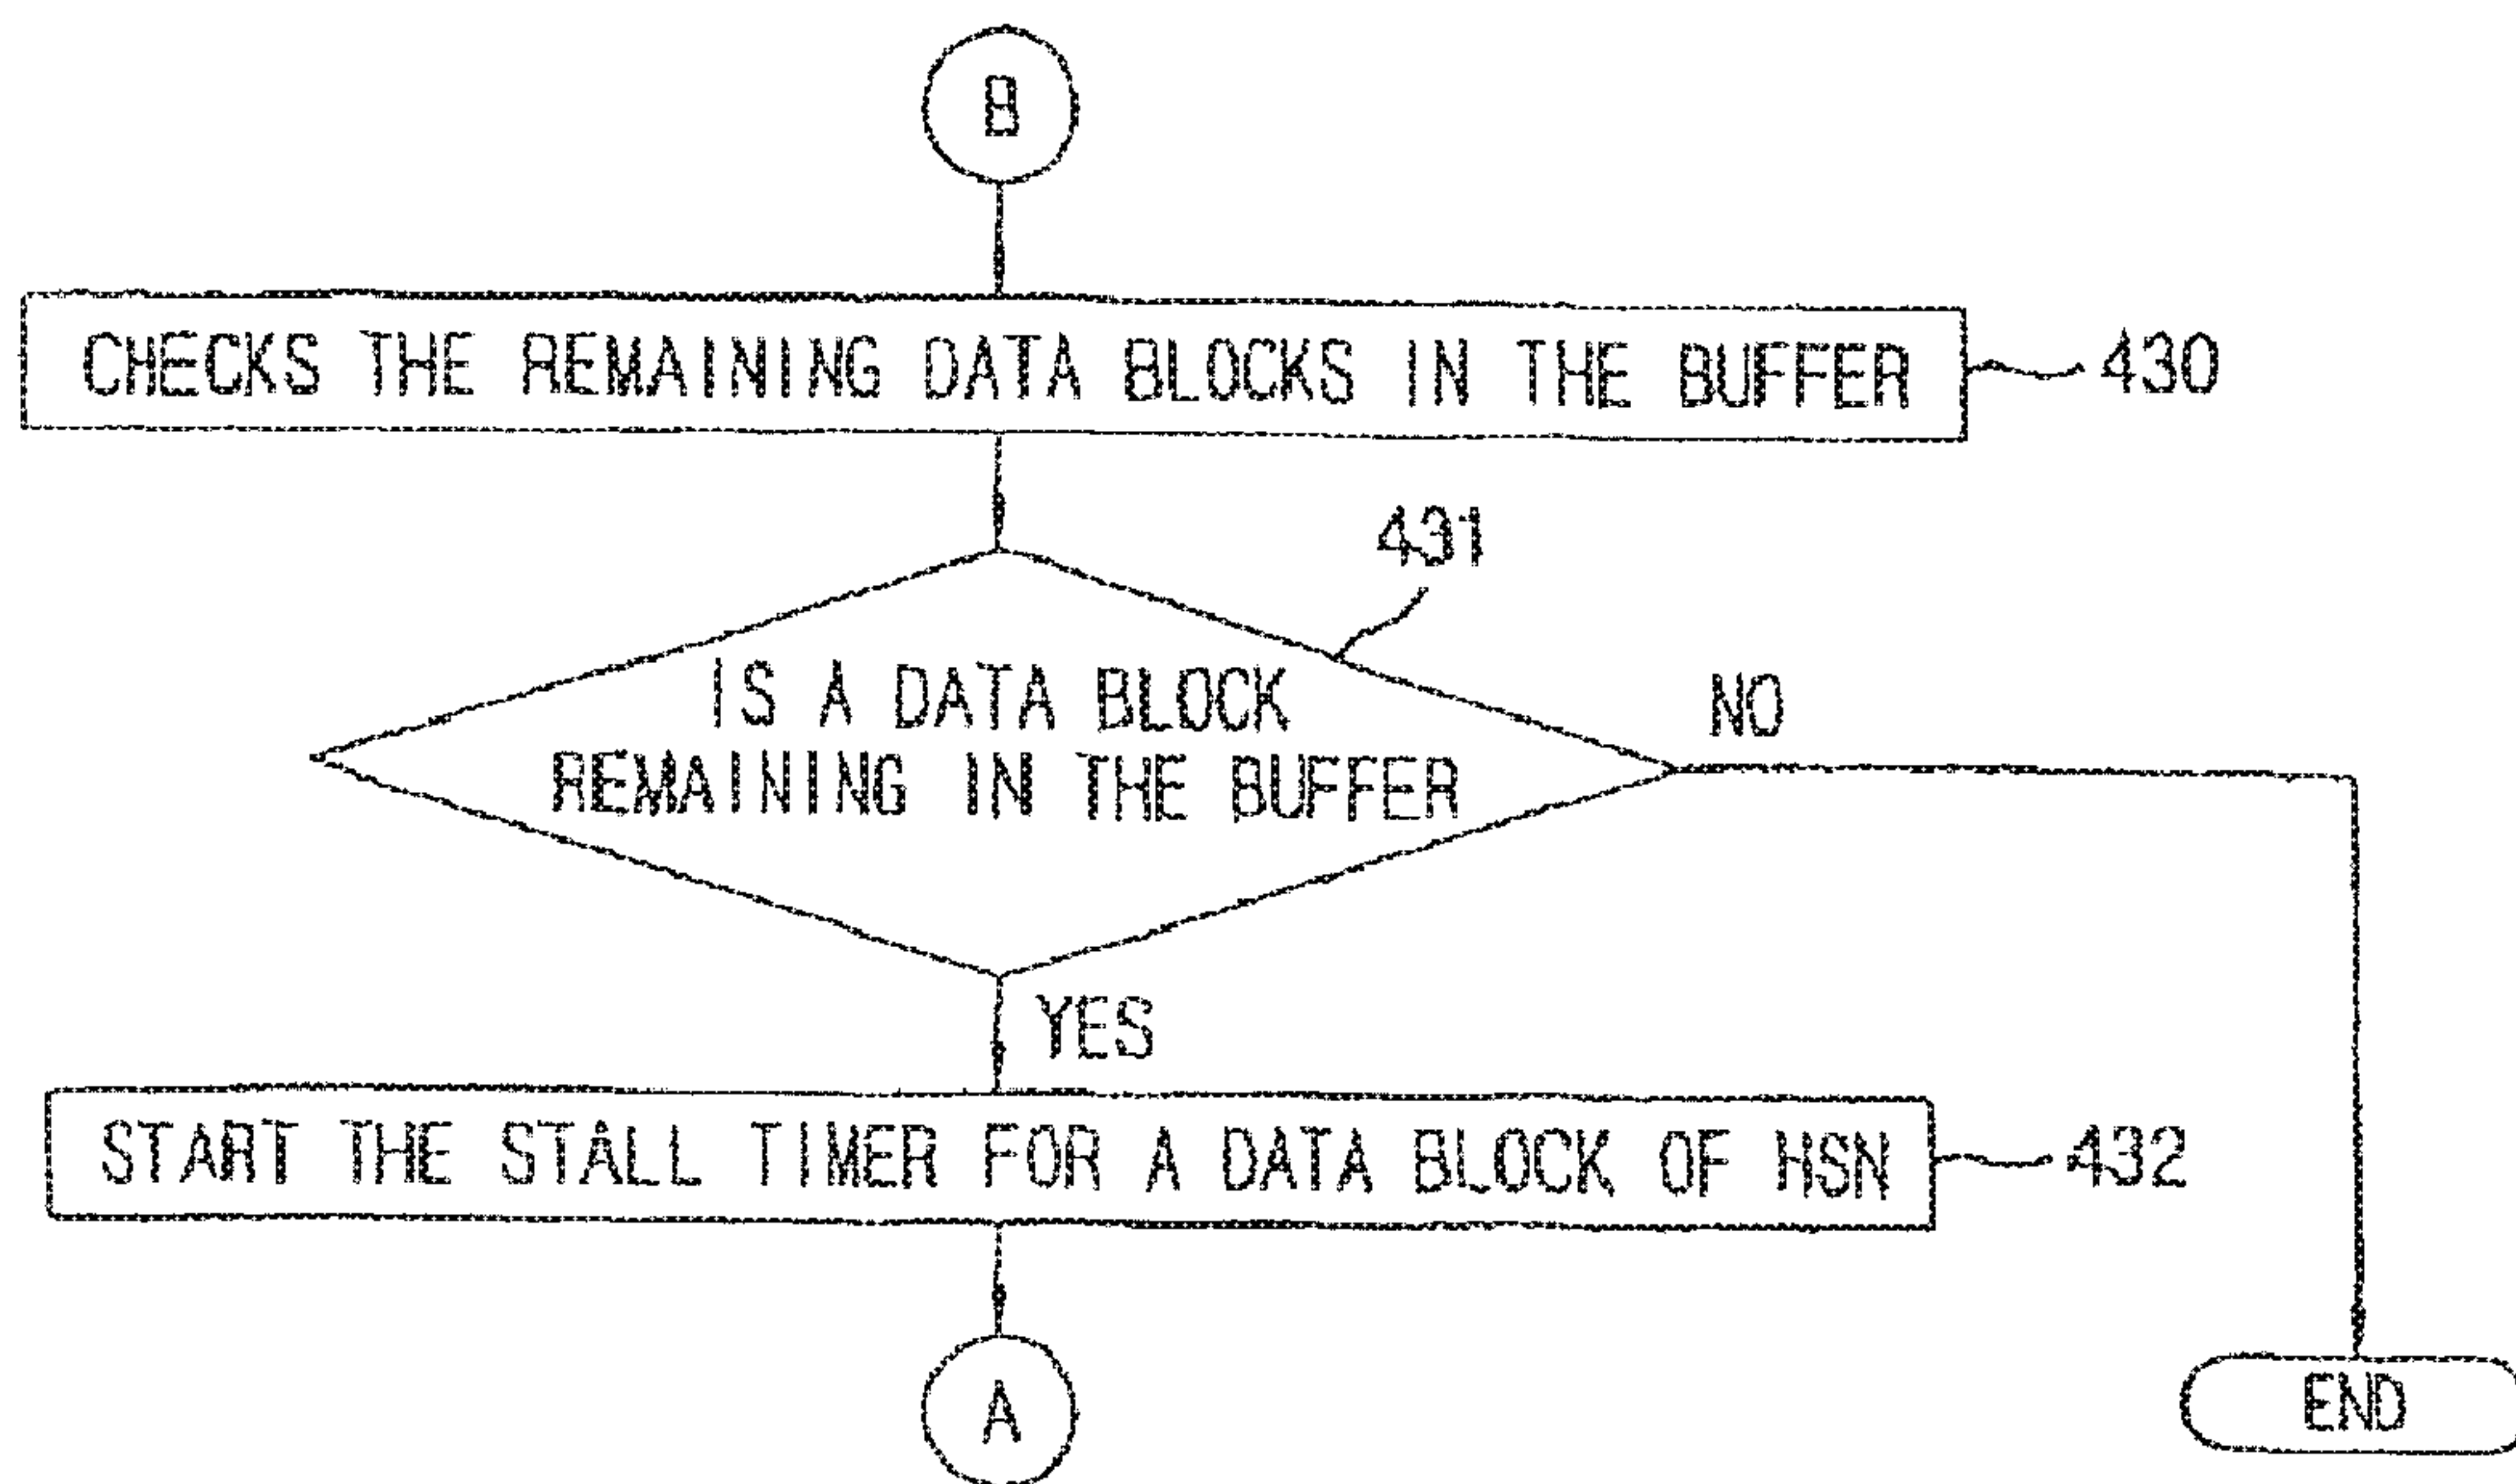 B
CHECKS THE REMAINING DATA BLOCKS IN THE BUFFER
430
431
IS A DATA BLOCK
REMAINING IN THE BUFFER
NO
YES
START THE STALL TIMER FOR A DATA BLOCK OF HSN
432
A
END